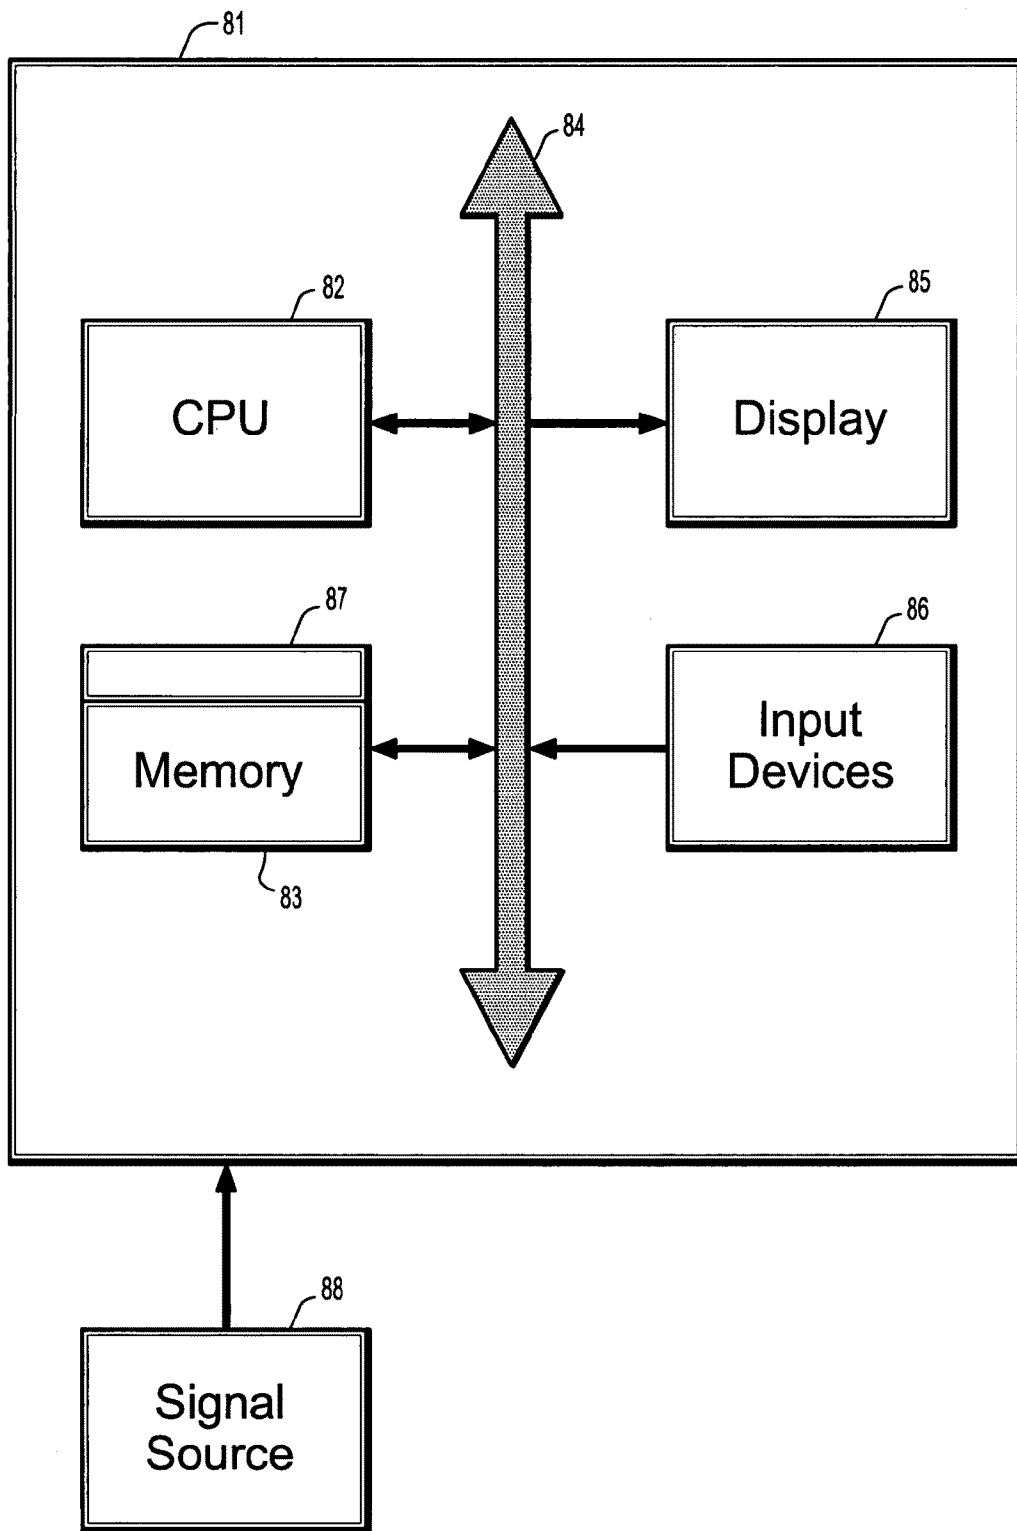 81
84
82
CPU
85
Display
87
Memory
83
86
Input
Devices
88
Signal
Source